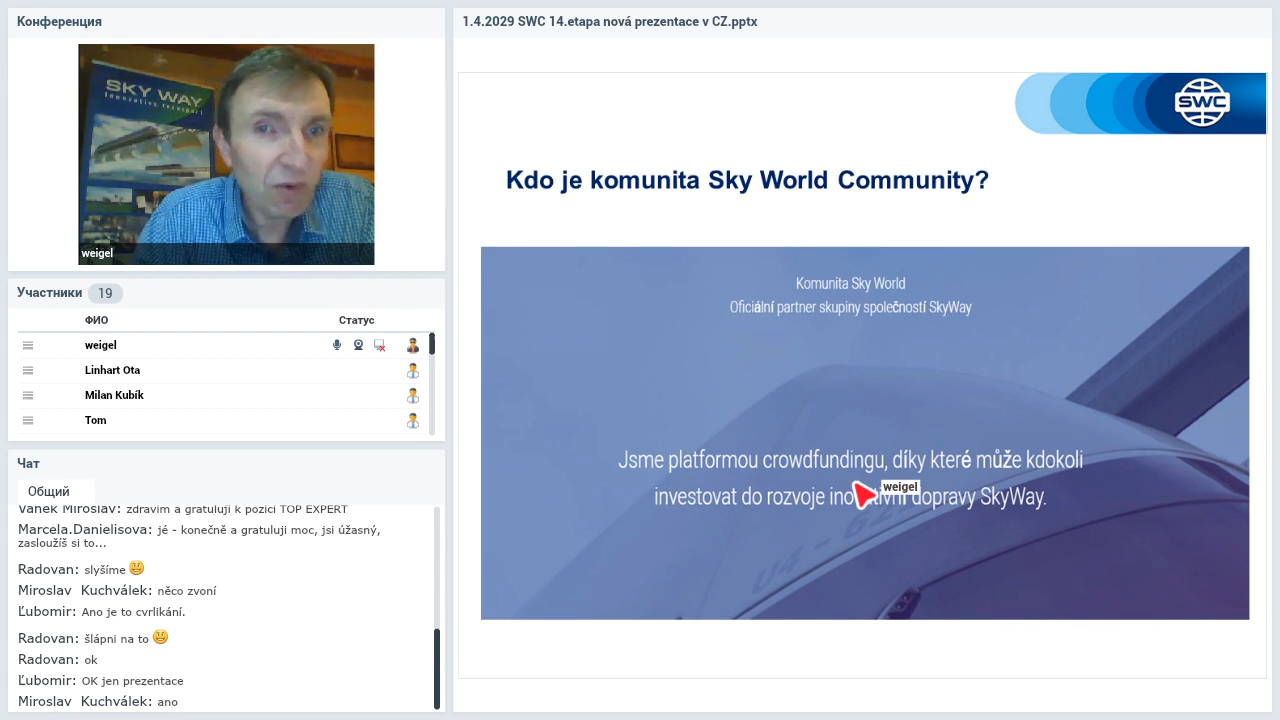 Конференция
SKY WAY
Innovative transport
weigel
Участники 19
ФИО Статус
weigel
Linhart Ota
Milan Kubík
Tom
Чат
Общий
Vaněk Miroslav: zdravím a gratuluji k pozici TOP EXPERT
Marcela.Danielisova: jé - konečně a gratuluji moc, jsi úžasný,
zasloužíš si to...
Radovan: slyšíme
Miroslav Kuchválek: něco zvoní
Ľubomir: Ano je to cvrlikání.
Radovan: šlápni na to
Radovan: ok
Ľubomir: OK jen prezentace
Miroslav Kuchválek: ano
1.4.2029 SWC 14.etapa nová prezentace v CZ.pptx
SWC
Kdo je komunita Sky World Community?
Komunita Sky World
Oficiální partner skupiny společností SkyWay
Jsme platformou crowdfundingu, díky které může kdokoli
weigel
investovat do rozvoje dopravy SkyWay.
U4 - 62